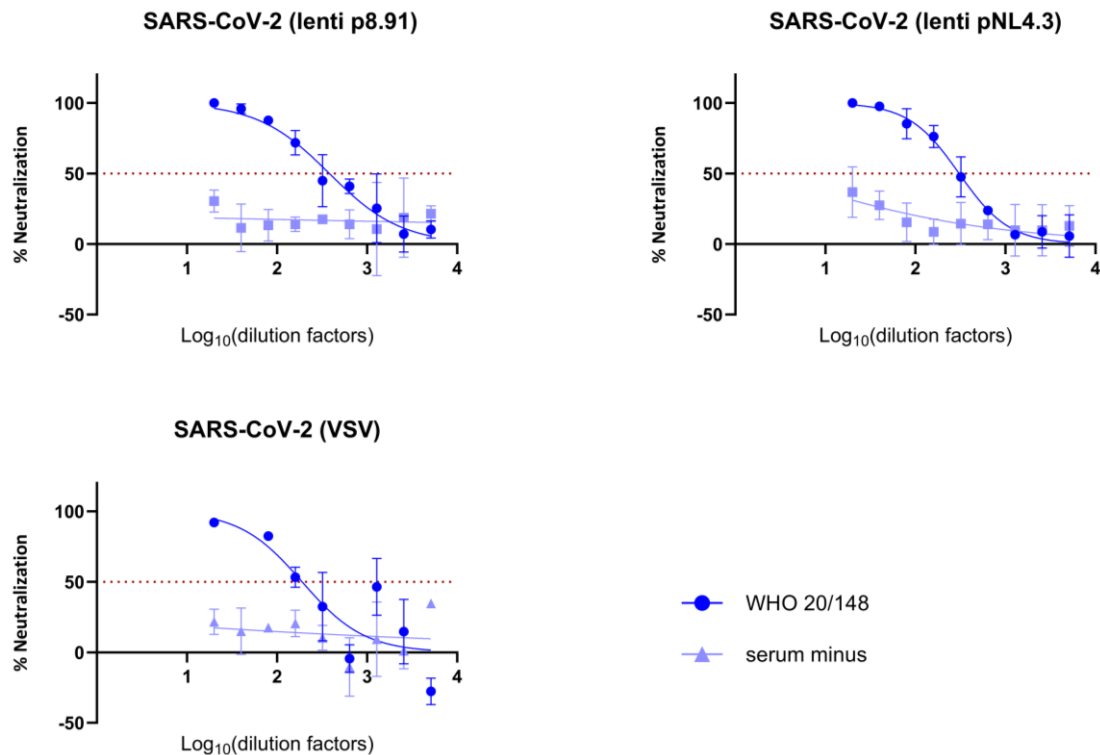 SARS-CoV-2 (lenti p8.91)
% Neutralization
100
50
0
-50
1
2
3
4
Log₁₀(dilution factors)
SARS-CoV-2 (lenti pNL4.3)
% Neutralization
100
50
0
-50
1
2
3
4
Log₁₀(dilution factors)
SARS-CoV-2 (VSV)
% Neutralization
100
50
0
-50
1
2
3
4
Log₁₀(dilution factors)
WHO 20/148
serum minus